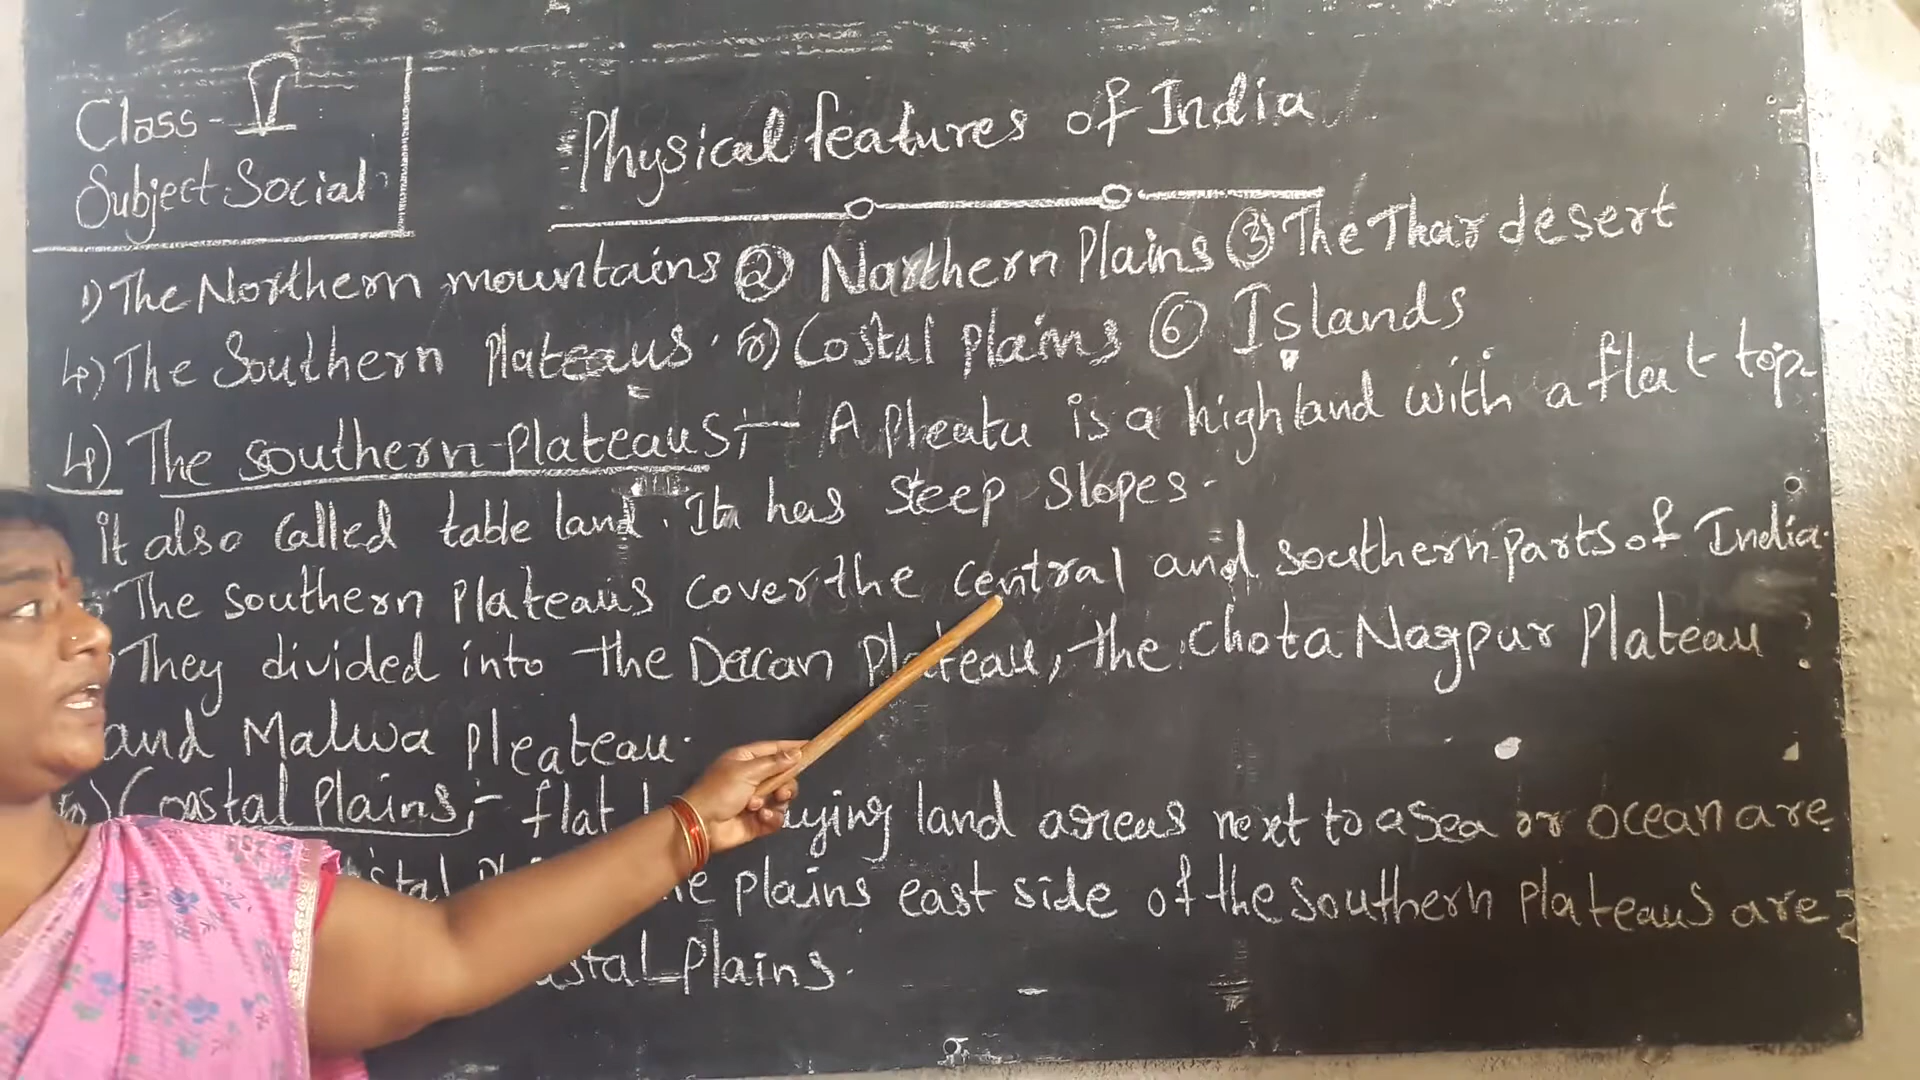 Class - V
Subject Social
Physical features of India
1) The Northern mountains ② Northern Plains ③ The Thar desert
4) The Southern Plateaus. 5) Costal plains ⑥ Islands
4) The southern plateaus :- A pleatu is a highland with a flat top.
it also called table land. It has steep slopes.
The southern plateaus cover the central and southern parts of India.
They divided into the Deccan Plateau, the Chota Nagpur Plateau
and Malwa Pleateau.
5) Coastal Plains :- flat land areas next to a sea or ocean are
plains east side of the southern plateaus are
Plains.